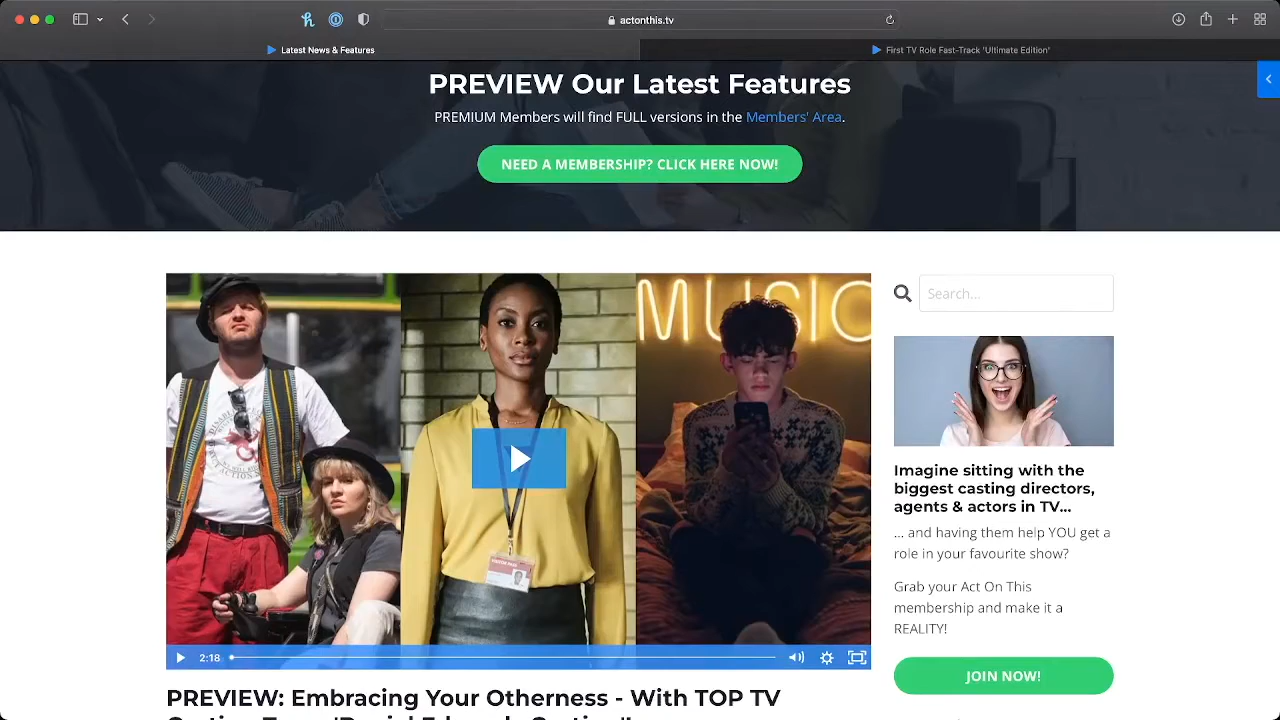 actonthis.tv
Latest News & Features
First TV Role Fast-Track 'Ultimate Edition'
PREVIEW Our Latest Features
PREMIUM Members will find FULL versions in the Members' Area.
NEED A MEMBERSHIP? CLICK HERE NOW!
MUSIC
Search...
VISITOR PASS
2:18
Imagine sitting with the
biggest casting directors,
agents & actors in TV...
... and having them help YOU get a
role in your favourite show?
Grab your Act On This
membership and make it a
REALITY!
JOIN NOW!
PREVIEW: Embracing Your Otherness - With TOP TV